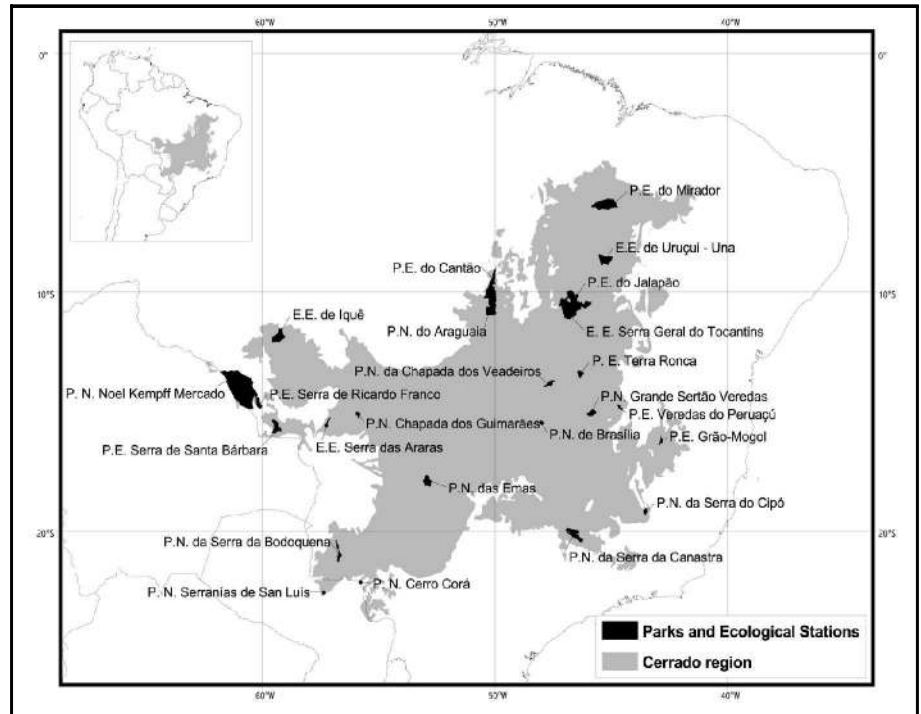 60°W
50°W
40°W
0°
0°
P.E. do Mirador
E.E. de Uruçui - Una
P.E. do Cantão
P.E. do Jalapão
10°S
10°S
E.E. de Iquê
P.N. do Araguaia
E. E. Serra Geral do Tocantins
P.N. da Chapada dos Veadeiros
P. E. Terra Ronca
P. N. Noel Kempff Mercado
P.E. Serra de Ricardo Franco
P.N. Grande Sertão Veredas
P.E. Veredas do Peruaçú
P.N. Chapada dos Guimarães
P.N. de Brasília
P.E. Grão-Mogol
P.E. Serra de Santa Bárbara
E.E. Serra das Araras
P.N. das Emas
P.N. da Serra do Cipó
20°S
20°S
P.N. da Serra da Bodoquena
P.N. da Serra da Canastra
P. N. Cerro Corá
P. N. Serranias de San Luís
Parks and Ecological Stations
Cerrado region
60°W
50°W
40°W